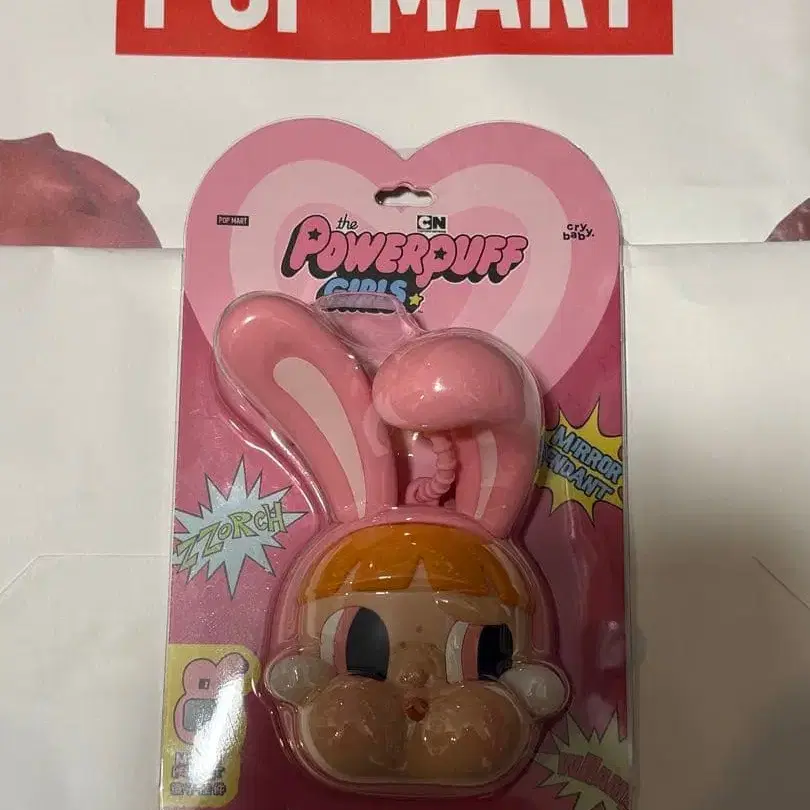 POP MART
POP MART
the
CN
cry
baby.
POWERPUFF
GIRLS
MIRROR
PENDANT
ZZORCH